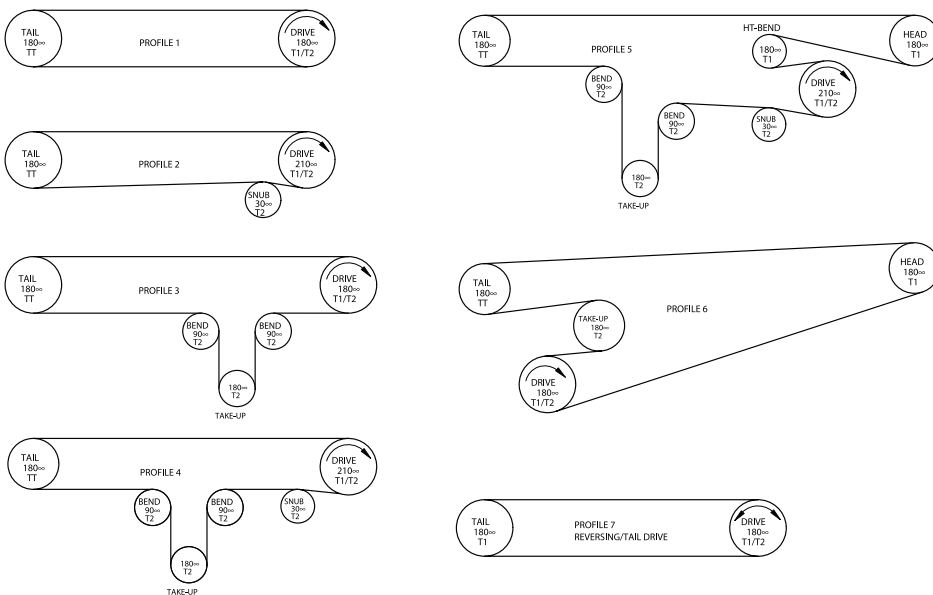 TAIL
180∞
TT
PROFILE 1
DRIVE
180∞
T1/T2
TAIL
180∞
TT
PROFILE 2
DRIVE
210∞
T1/T2
SNUB
30∞
T2
TAIL
180∞
TT
PROFILE 3
DRIVE
180∞
T1/T2
BEND
90∞
T2
BEND
90∞
T2
180∞
T2
TAKE-UP
TAIL
180∞
TT
PROFILE 4
DRIVE
210∞
T1/T2
BEND
90∞
T2
BEND
90∞
T2
SNUB
30∞
T2
180∞
T2
TAKE-UP
TAIL
180∞
TT
PROFILE 5
HT-BEND
180∞
T1
HEAD
180∞
T1
BEND
90∞
T2
DRIVE
210∞
T1/T2
BEND
90∞
T2
SNUB
30∞
T2
180∞
T2
TAKE-UP
TAIL
180∞
TT
HEAD
180∞
T1
TAKE-UP
180∞
T2
PROFILE 6
DRIVE
180∞
T1/T2
TAIL
180∞
T1
PROFILE 7
REVERSING/TAIL DRIVE
DRIVE
180∞
T1/T2